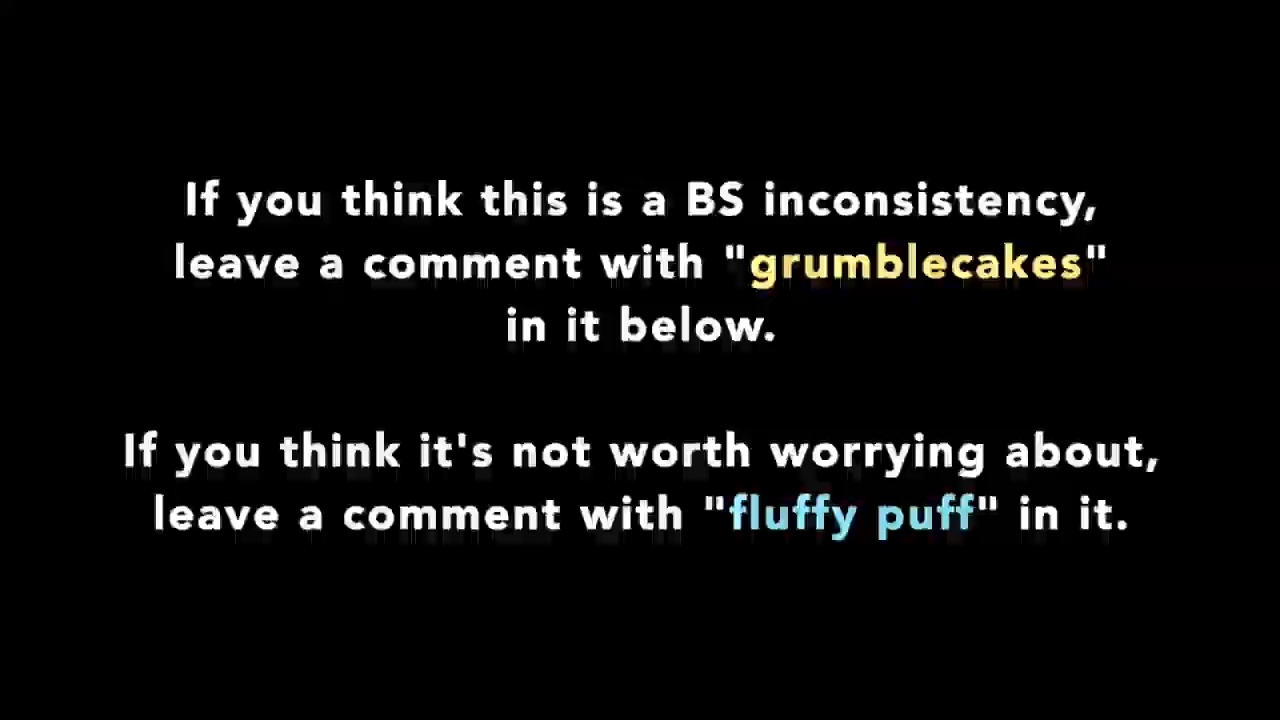 If you think this is a BS inconsistency,
leave a comment with "grumblecakes"
in it below.
If you think it's not worth worrying about,
leave a comment with "fluffy puff" in it.